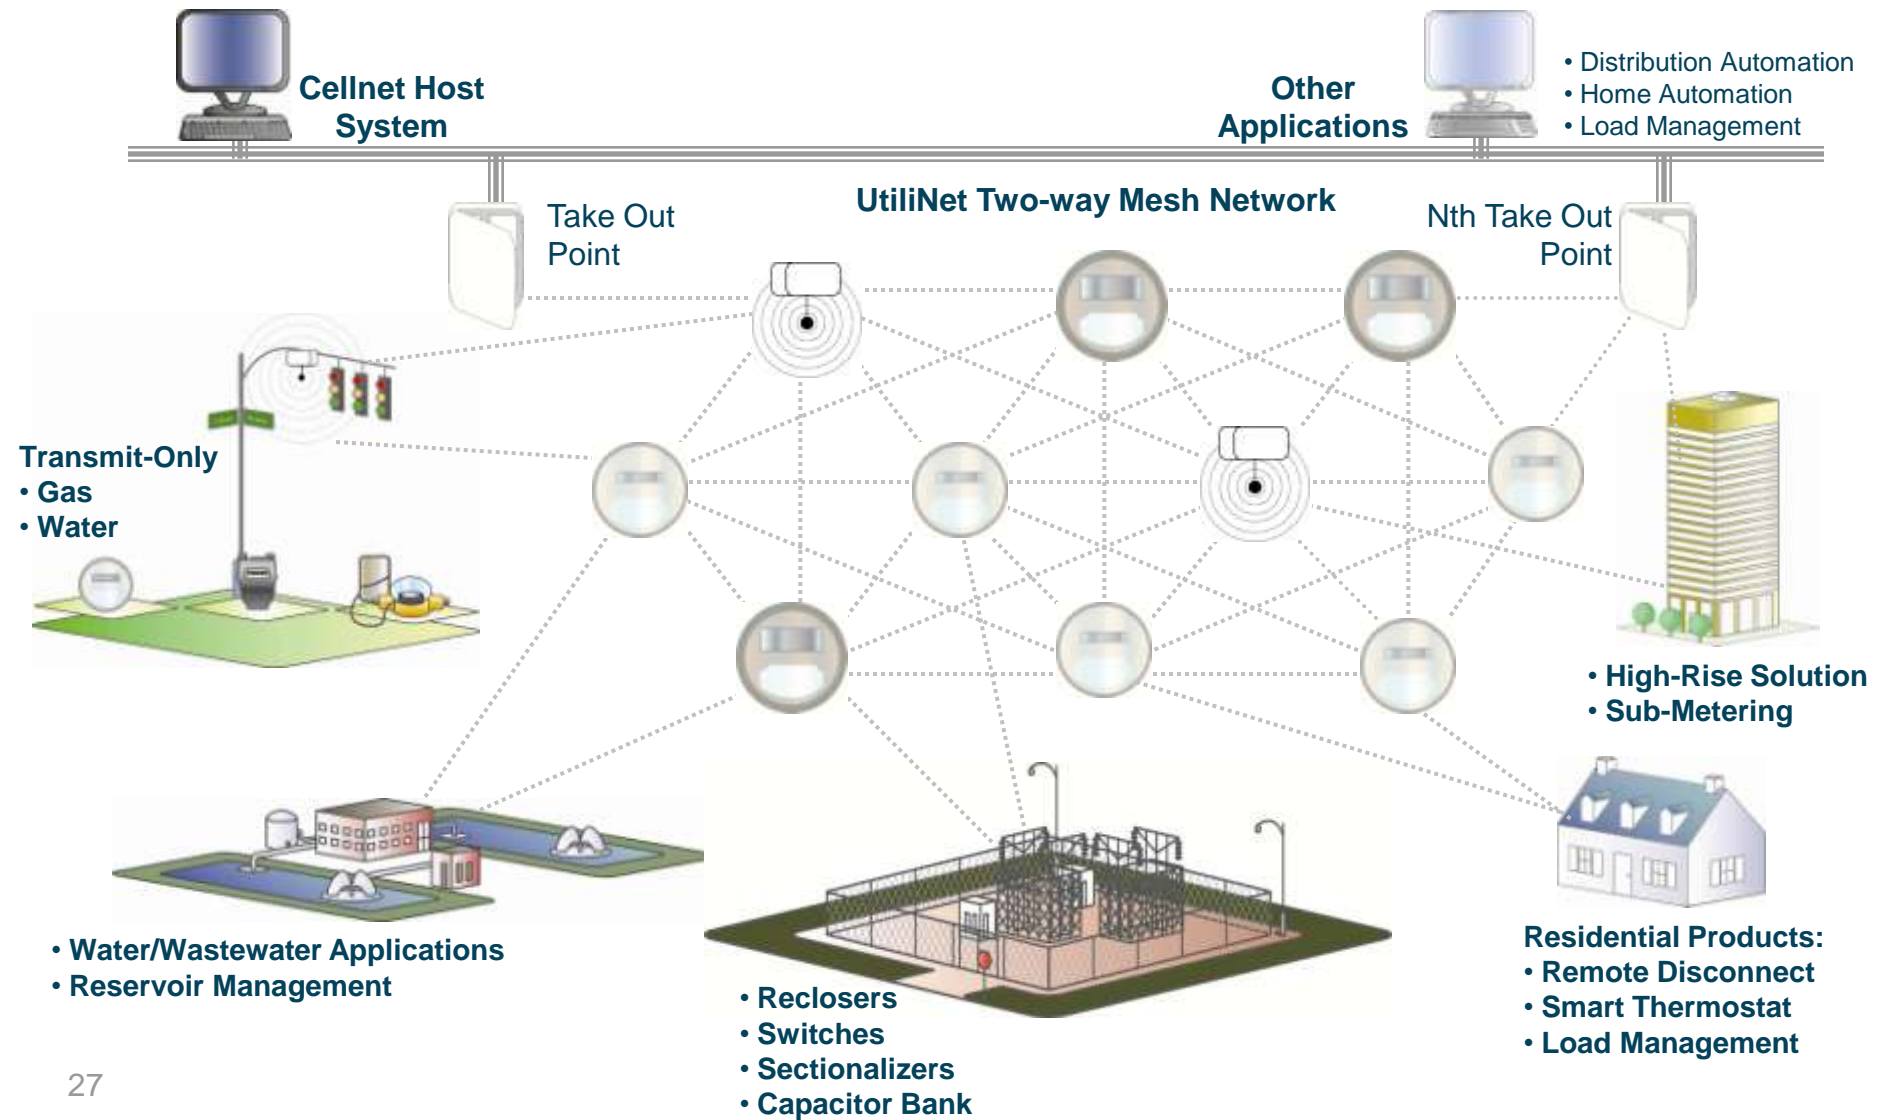 Cellnet Host
System
Other
Applications
• Distribution Automation
• Home Automation
• Load Management
UtiliNet Two-way Mesh Network
Take Out
Point
Nth Take Out
Point
Transmit-Only
• Gas
• Water
• High-Rise Solution
• Sub-Metering
• Water/Wastewater Applications
• Reservoir Management
• Reclosers
• Switches
• Sectionalizers
• Capacitor Bank
Residential Products:
• Remote Disconnect
• Smart Thermostat
• Load Management
27